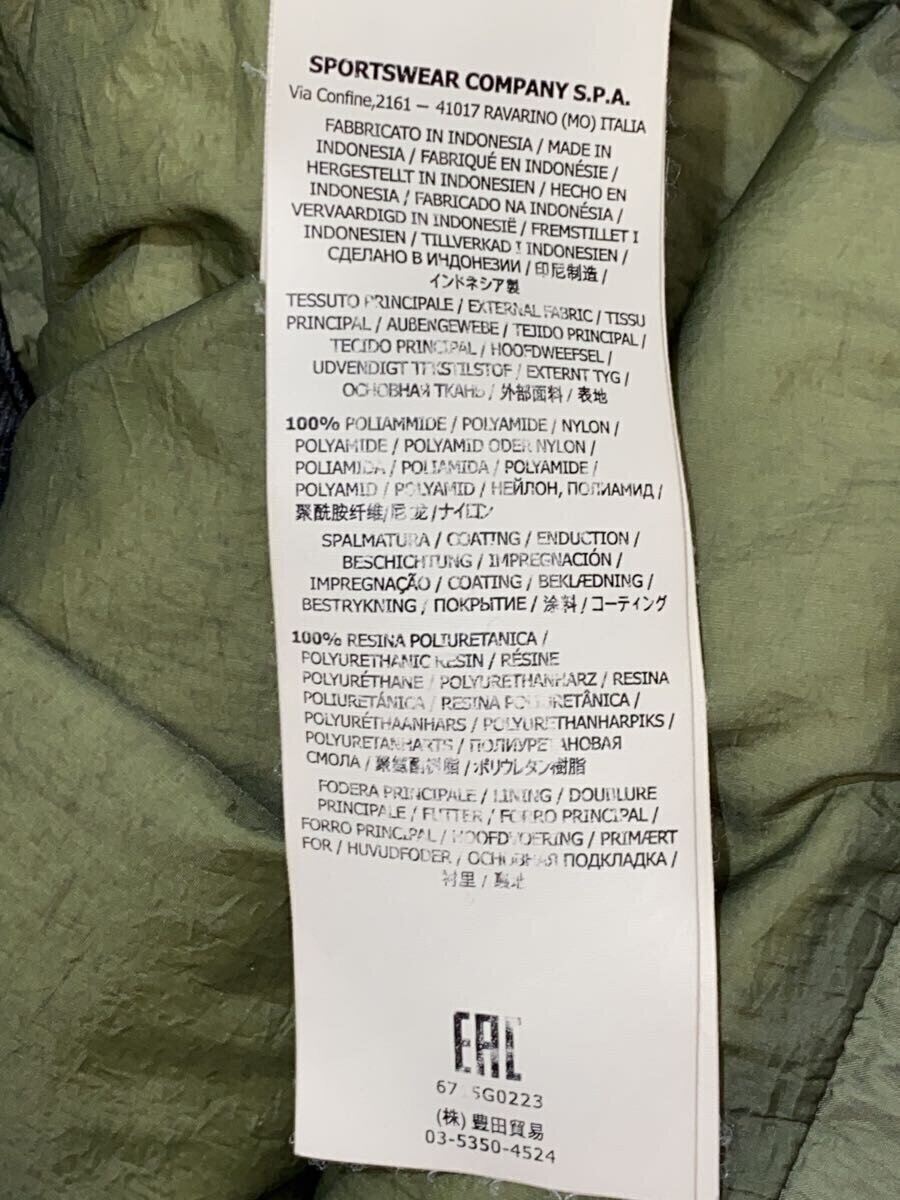 SPORTSWEAR COMPANY S.P.A.
Via Confine,2161 — 41017 RAVARINO (MO) ITALIA
FABBRICATO IN INDONESIA / MADE IN
INDONESIA / FABRIQUÉ EN INDONÉSIE /
HERGESTELLT IN INDONESIEN / HECHO EN
INDONESIA / FABRICADO NA INDONÉSIA /
VERVAARDIGD IN INDONESIË / FREMSTILLET I
INDONESIEN / TILLVERKAD I INDONESIEN /
СДЕЛАНО В ИНДОНЕЗИИ / 印尼制造 /
インドネシア製
TESSUTO PRINCIPALE / EXTERNAL FABRIC / TISSU
PRINCIPAL / AUßENGEWEBE / TEJIDO PRINCIPAL /
TECIDO PRINCIPAL / HOOFDWEEFSEL /
UDVENDIGT TEKSTILSTOF / EXTERNT TYG /
ОСНОВНАЯ ТКАНЬ / 外部面料 / 表地
100% POLIAMMIDE / POLYAMIDE / NYLON /
POLYAMIDE / POLYAMID ODER NYLON /
POLIAMIDA / POLIAMIDA / POLYAMIDE /
POLYAMID / POLYAMID / НЕЙЛОН, ПОЛИАМИД /
聚酰胺纤维/尼龙/ナイロン
SPALMATURA / COATING / ENDUCTION /
BESCHICHTUNG / IMPREGNACIÓN /
IMPREGNAÇÃO / COATING / BEKLÆDNING /
BESTRYKNING / ПОКРЫТИЕ / 涂料 / コーティング
100% RESINA POLIURETANICA /
POLYURETHANIC RESIN / RÉSINE
POLYURÉTHANE / POLYURETHANHARZ / RESINA
POLIURETÁNICA / RESINA POLIURETÂNICA /
POLYURÉTHAANHARS / POLYURETHANHARPIKS /
POLYURETANHARTS / ПОЛИУРЕТАНОВАЯ
СМОЛА / 聚氨酯树脂 / ポリウレタン樹脂
FODERA PRINCIPALE / LINING / DOUBLURE
PRINCIPALE / FUTTER / FORRO PRINCIPAL /
FORRO PRINCIPAL / HOOFDVOERING / PRIMÆRT
FOR / HUVUDFODER / ОСНОВНАЯ ПОДКЛАДКА /
衬里 / 裏地
EAC
G0223
(株) 豊田貿易
03-5350-4524